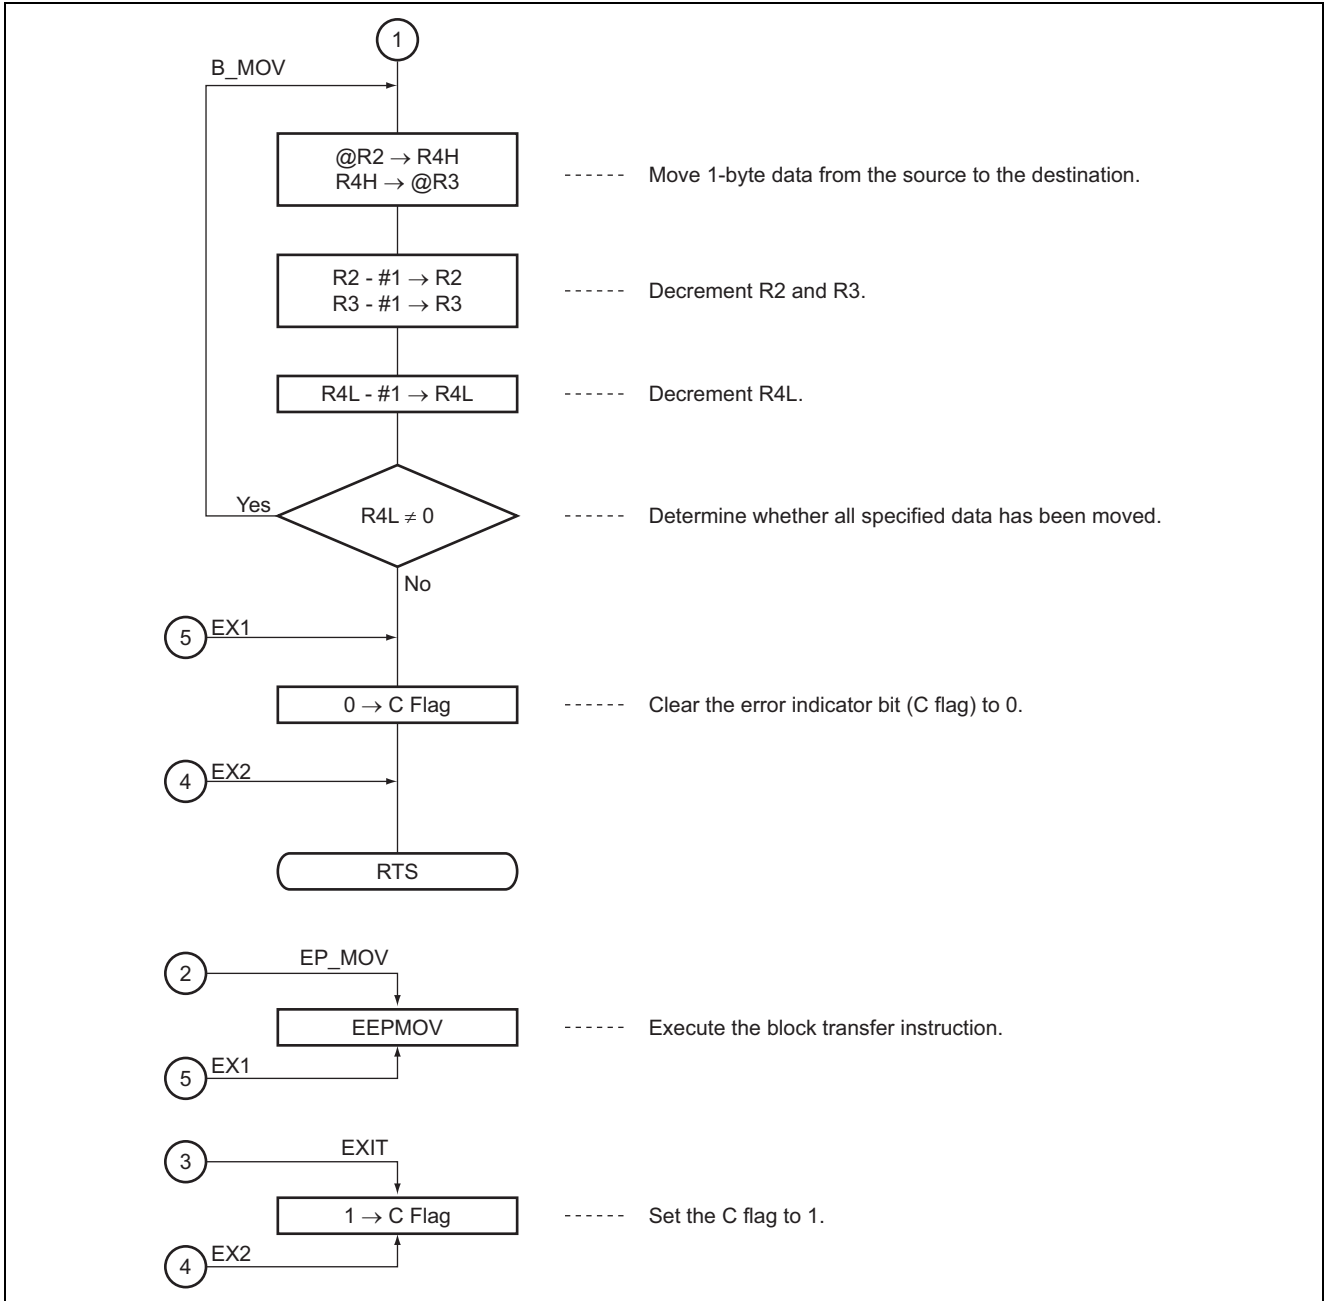 1
B_MOV
@R2 → R4H
R4H → @R3
Move 1-byte data from the source to the destination.
R2 - #1 → R2
R3 - #1 → R3
Decrement R2 and R3.
R4L - #1 → R4L
Decrement R4L.
Yes
R4L ≠ 0
Determine whether all specified data has been moved.
No
5 EX1
0 → C Flag
Clear the error indicator bit (C flag) to 0.
4 EX2
RTS
2 EP_MOV
EEPMOV
Execute the block transfer instruction.
5 EX1
3 EXIT
1 → C Flag
Set the C flag to 1.
4 EX2